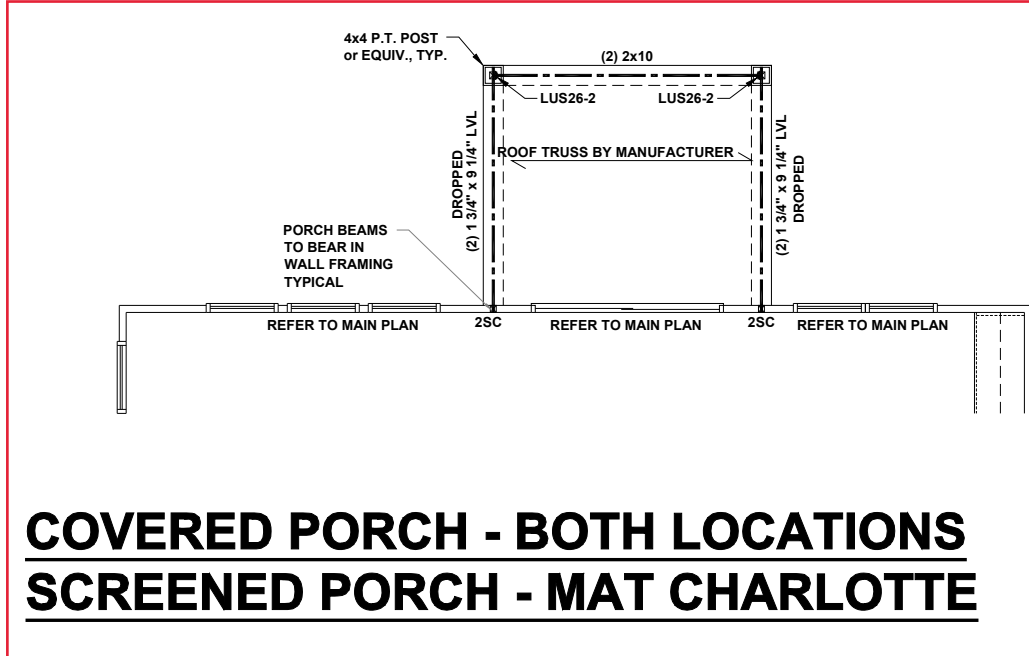 4x4 P.T. POST
or EQUIV., TYP.
(2) 2x10
LUS26-2
LUS26-2
DROPPED
(2) 1 3/4" x 9 1/4" LVL
ROOF TRUSS BY MANUFACTURER
(2) 1 3/4" x 9 1/4" LVL
DROPPED
PORCH BEAMS
TO BEAR IN
WALL FRAMING
TYPICAL
REFER TO MAIN PLAN
2SC
REFER TO MAIN PLAN
2SC
REFER TO MAIN PLAN
COVERED PORCH - BOTH LOCATIONS
SCREENED PORCH - MAT CHARLOTTE